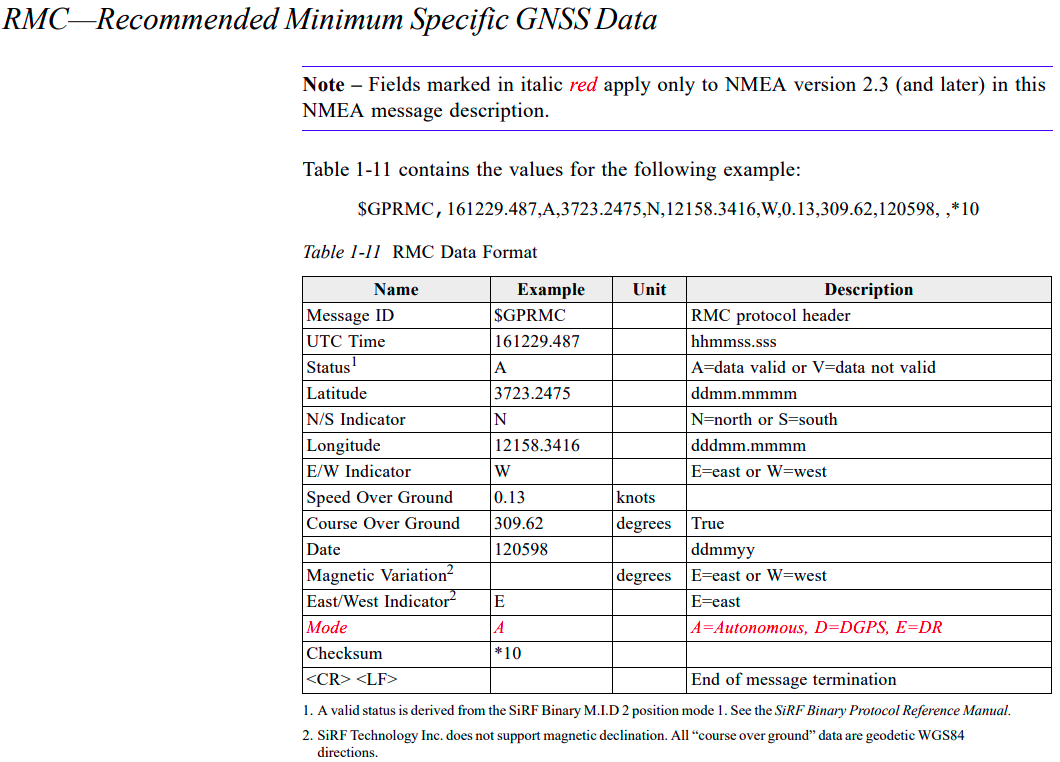 RMC—Recommended Minimum Specific GNSS Data
Note – Fields marked in italic red apply only to NMEA version 2.3 (and later) in this
NMEA message description.
Table 1-11 contains the values for the following example:
$GPRMC, 161229.487,A,3723.2475,N,12158.3416,W,0.13,309.62,120598, ,*10
Table 1-11 RMC Data Format
Name Example Unit Description
Message ID $GPRMC RMC protocol header
UTC Time 161229.487 hhmmss.sss
Status1 A A=data valid or V=data not valid
Latitude 3723.2475 ddmm.mmmm
N/S Indicator N N=north or S=south
Longitude 12158.3416 dddmm.mmmm
E/W Indicator W E=east or W=west
Speed Over Ground 0.13 knots
Course Over Ground 309.62 degrees True
Date 120598 ddmmyy
Magnetic Variation2 degrees E=east or W=west
East/West Indicator2 E E=east
Mode A A=Autonomous, D=DGPS, E=DR
Checksum *10
<CR> <LF> End of message termination
1. A valid status is derived from the SiRF Binary M.I.D 2 position mode 1. See the SiRF Binary Protocol Reference Manual.
2. SiRF Technology Inc. does not support magnetic declination. All “course over ground” data are geodetic WGS84
directions.